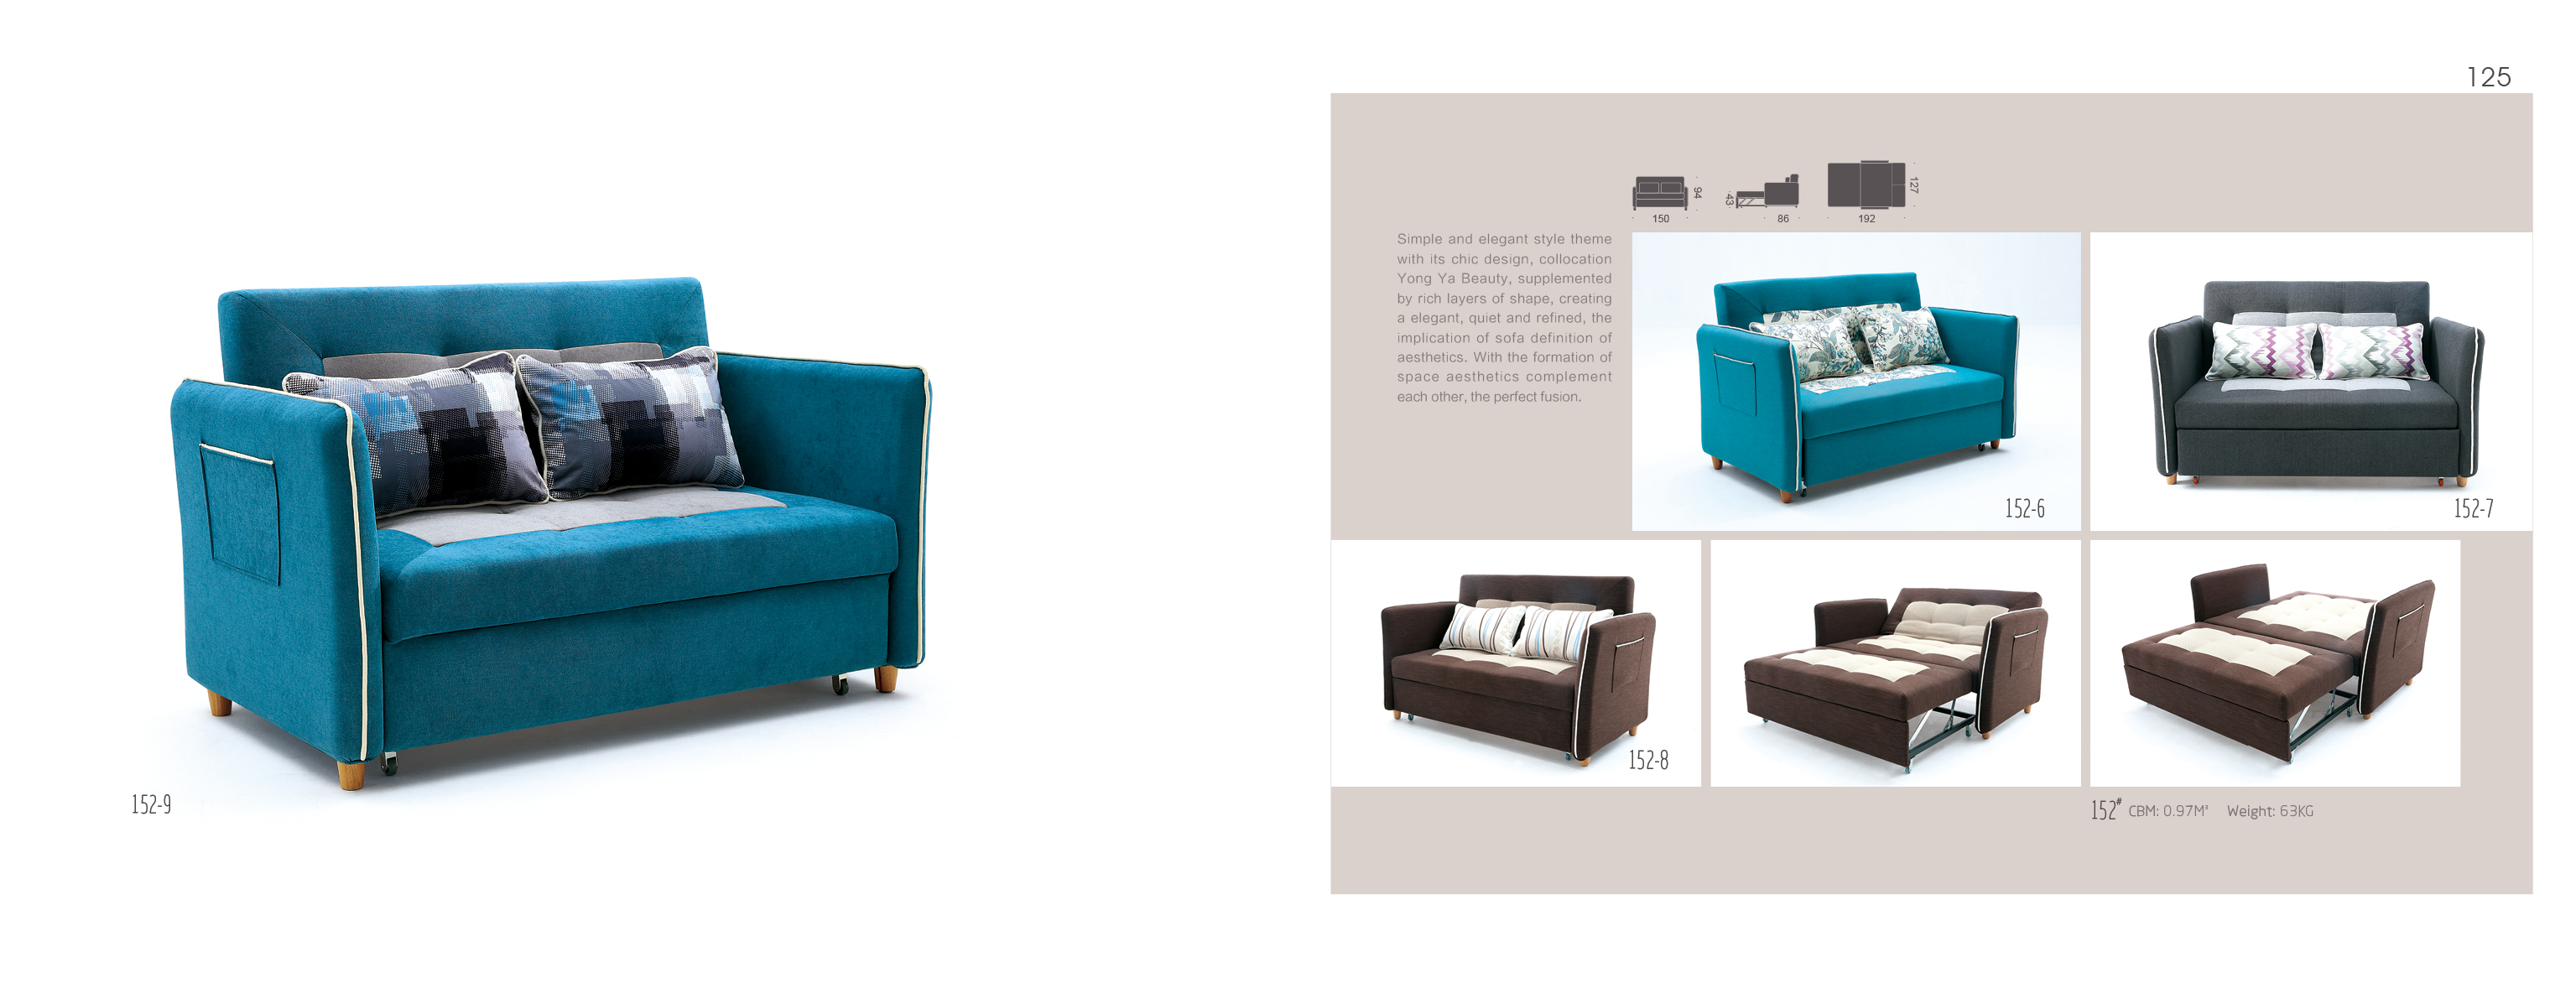 125
94
150
43
86
127
192
Simple and elegant style theme
with its chic design, collocation
Yong Ya Beauty, supplemented
by rich layers of shape, creating
a elegant, quiet and refined, the
implication of sofa definition of
aesthetics. With the formation of
space aesthetics complement
each other, the perfect fusion.
152-6
152-7
152-8
152-9
152# CBM: 0.97M³ Weight: 63KG